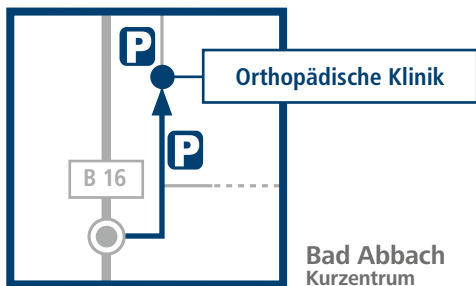 P
Orthopädische Klinik
P
B 16
Bad Abbach
Kurzentrum